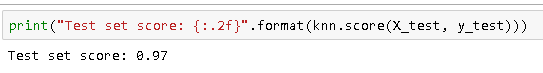 print("Test set score: {:.2f}".format(knn.score(X_test, y_test)))
Test set score: 0.97